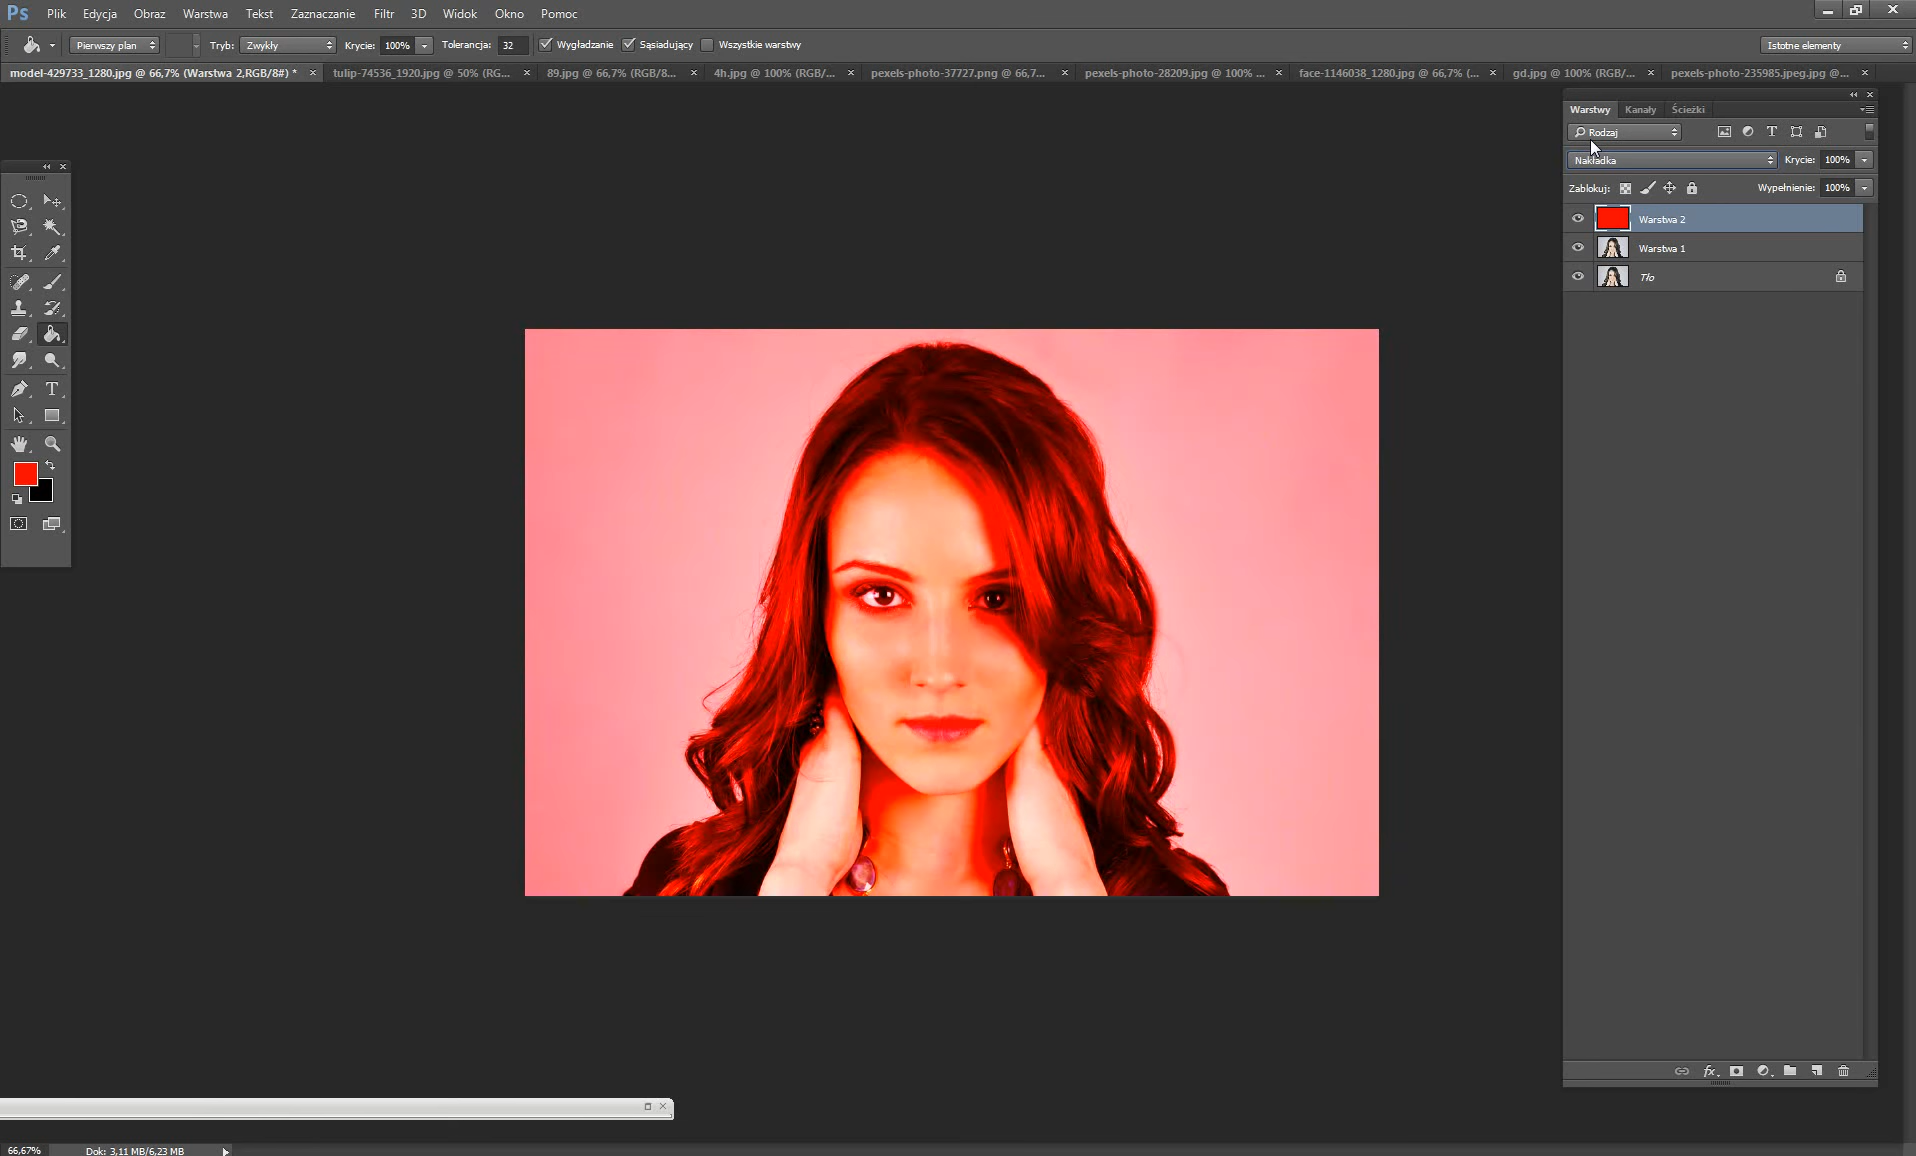 Ps Plik Edycja Obraz Warstwa Tekst Zaznaczanie Filtr 3D Widok Okno Pomoc
Pierwszy plan Tryb: Zwykły Krycie: 100% Tolerancja: 32 Wygładzanie Sąsiadujący Wszystkie warstwy Istotne elementy
model-429733_1280.jpg @ 66,7% (Warstwa 2,RGB/8#) * tulip-74536_1920.jpg @ 50% (RG... 89.jpg @ 66,7% (RGB/8... 4h.jpg @ 100% (RGB/... pexels-photo-37727.png @ 66,7... pexels-photo-28209.jpg @ 100% ... face-1146038_1280.jpg @ 66,7% (... gd.jpg @ 100% (RGB/... pexels-photo-235985.jpeg.jpg @...
Warstwy Kanały Ścieżki
Rodzaj
Nakładka Krycie: 100%
Zablokuj: Wypełnienie: 100%
Warstwa 2
Warstwa 1
Tło
fx
66,67% Dok: 3,11 MB/6,23 MB